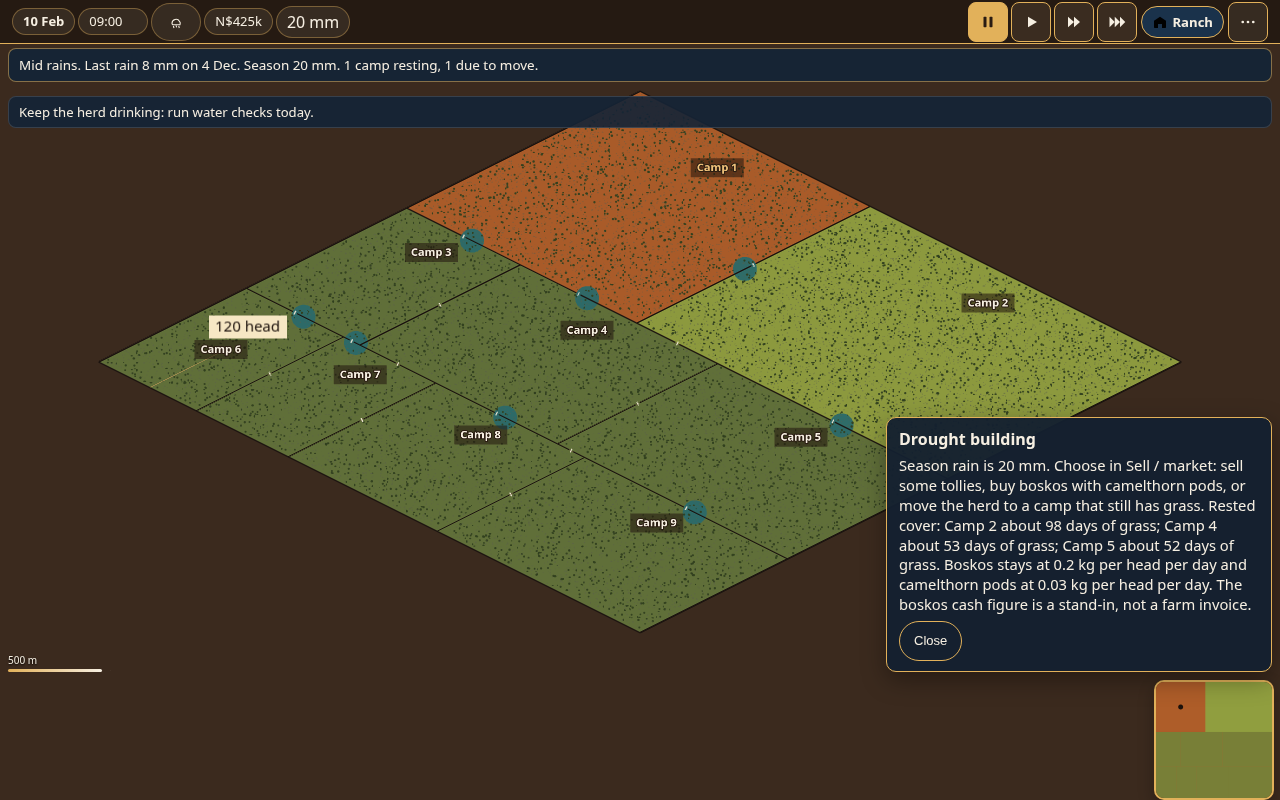 10 Feb
09:00
N$425k
20 mm
Ranch
Mid rains. Last rain 8 mm on 4 Dec. Season 20 mm. 1 camp resting, 1 due to move.
Keep the herd drinking: run water checks today.
Camp 1
Camp 3
Camp 2
120 head
Camp 4
Camp 6
Camp 7
Camp 8
Camp 5
Camp 9
Drought building
Season rain is 20 mm. Choose in Sell / market: sell
some tollies, buy boskos with camelthorn pods, or
move the herd to a camp that still has grass. Rested
cover: Camp 2 about 98 days of grass; Camp 4
about 53 days of grass; Camp 5 about 52 days of
grass. Boskos stays at 0.2 kg per head per day and
camelthorn pods at 0.03 kg per head per day. The
boskos cash figure is a stand-in, not a farm invoice.
Close
500 m